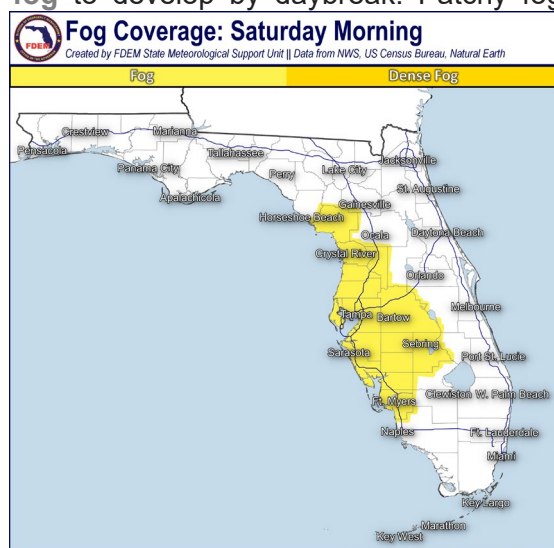 fog to develop by daybreak. Patchy fog
FDEM
Fog Coverage: Saturday Morning
Created by FDEM State Meteorological Support Unit || Data from NWS, US Census Bureau, Natural Earth
Fog Dense Fog
Crestview Marianna
Pensacola Tallahassee Jacksonville
Panama City Perry Lake City
Apalachicola St. Augustine
Gainesville
Horseshoe Beach
Ocala Daytona Beach
Crystal River
Orlando
Melbourne
Tampa Bartow
Sebring
Sarasota Port St. Lucie
Clewiston W. Palm Beach
Ft. Myers
Naples Ft. Lauderdale
Miami
Key Largo
Marathon
Key West